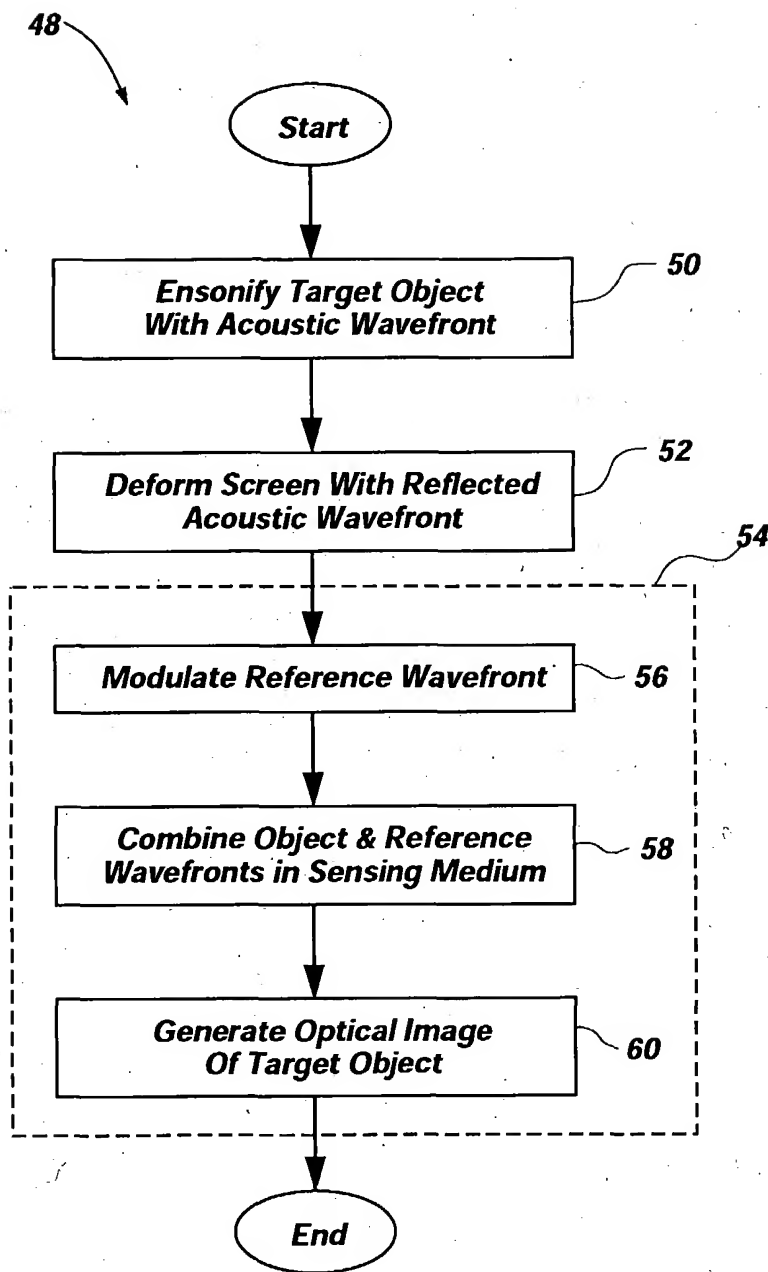 48
Start
Ensonify Target Object
With Acoustic Wavefront
50
Deform Screen With Reflected
Acoustic Wavefront
52
54
Modulate Reference Wavefront
56
Combine Object & Reference
Wavefronts in Sensing Medium
58
Generate Optical Image
Of Target Object
60
End